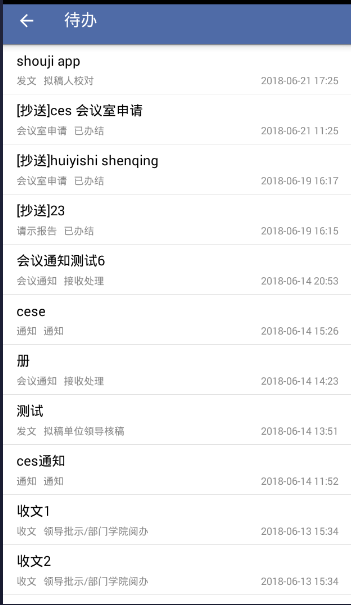 待办
shouji app
发文 拟稿人校对 2018-06-21 17:25
[抄送]ces 会议室申请
会议室申请 已办结 2018-06-21 11:25
[抄送]huiyishi shenqing
会议室申请 已办结 2018-06-19 16:17
[抄送]23
请示报告 已办结 2018-06-19 16:15
会议通知测试6
会议通知 接收处理 2018-06-14 20:53
cese
通知 通知 2018-06-14 15:26
册
会议通知 接收处理 2018-06-14 14:23
测试
发文 拟稿单位领导核稿 2018-06-14 13:51
ces通知
通知 通知 2018-06-14 11:52
收文1
收文 领导批示/部门学院阅办 2018-06-13 15:34
收文2
收文 领导批示/部门学院阅办 2018-06-13 15:34